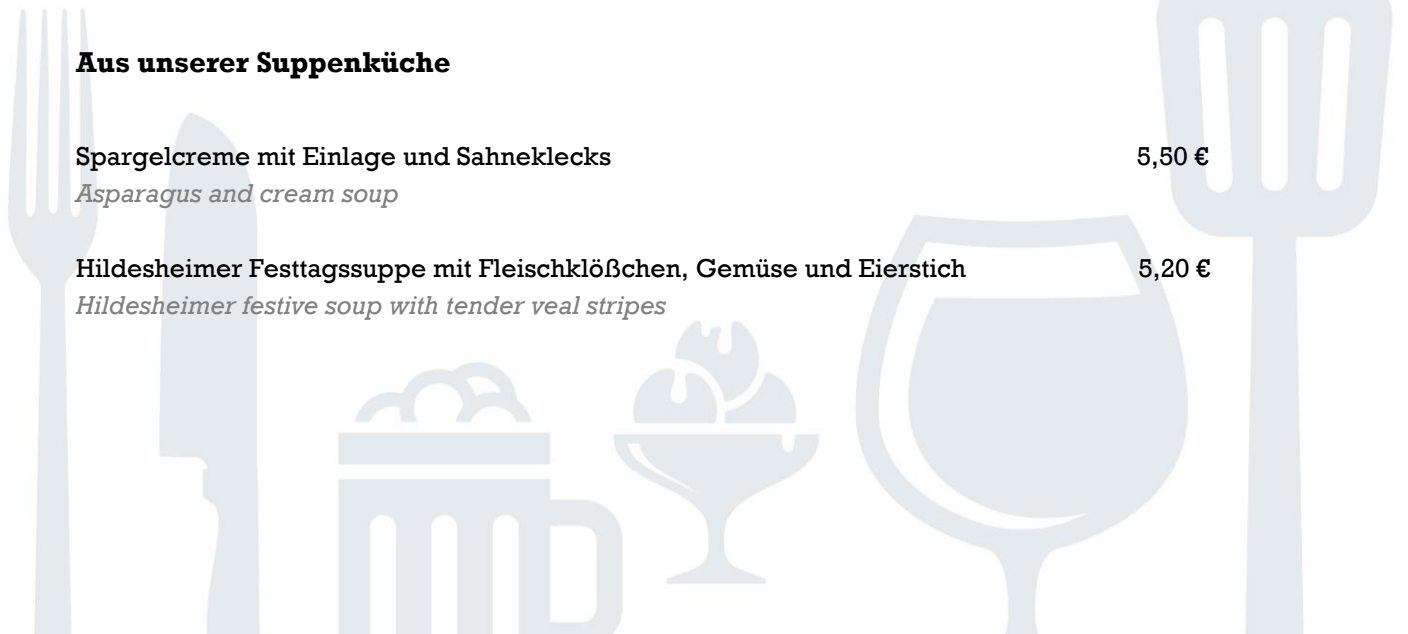 Aus unserer Suppenküche
Spargelcreme mit Einlage und Sahneklecks 5,50 €
Asparagus and cream soup
Hildesheimer Festtagssuppe mit Fleischklößchen, Gemüse und Eierstich 5,20 €
Hildesheimer festive soup with tender veal stripes